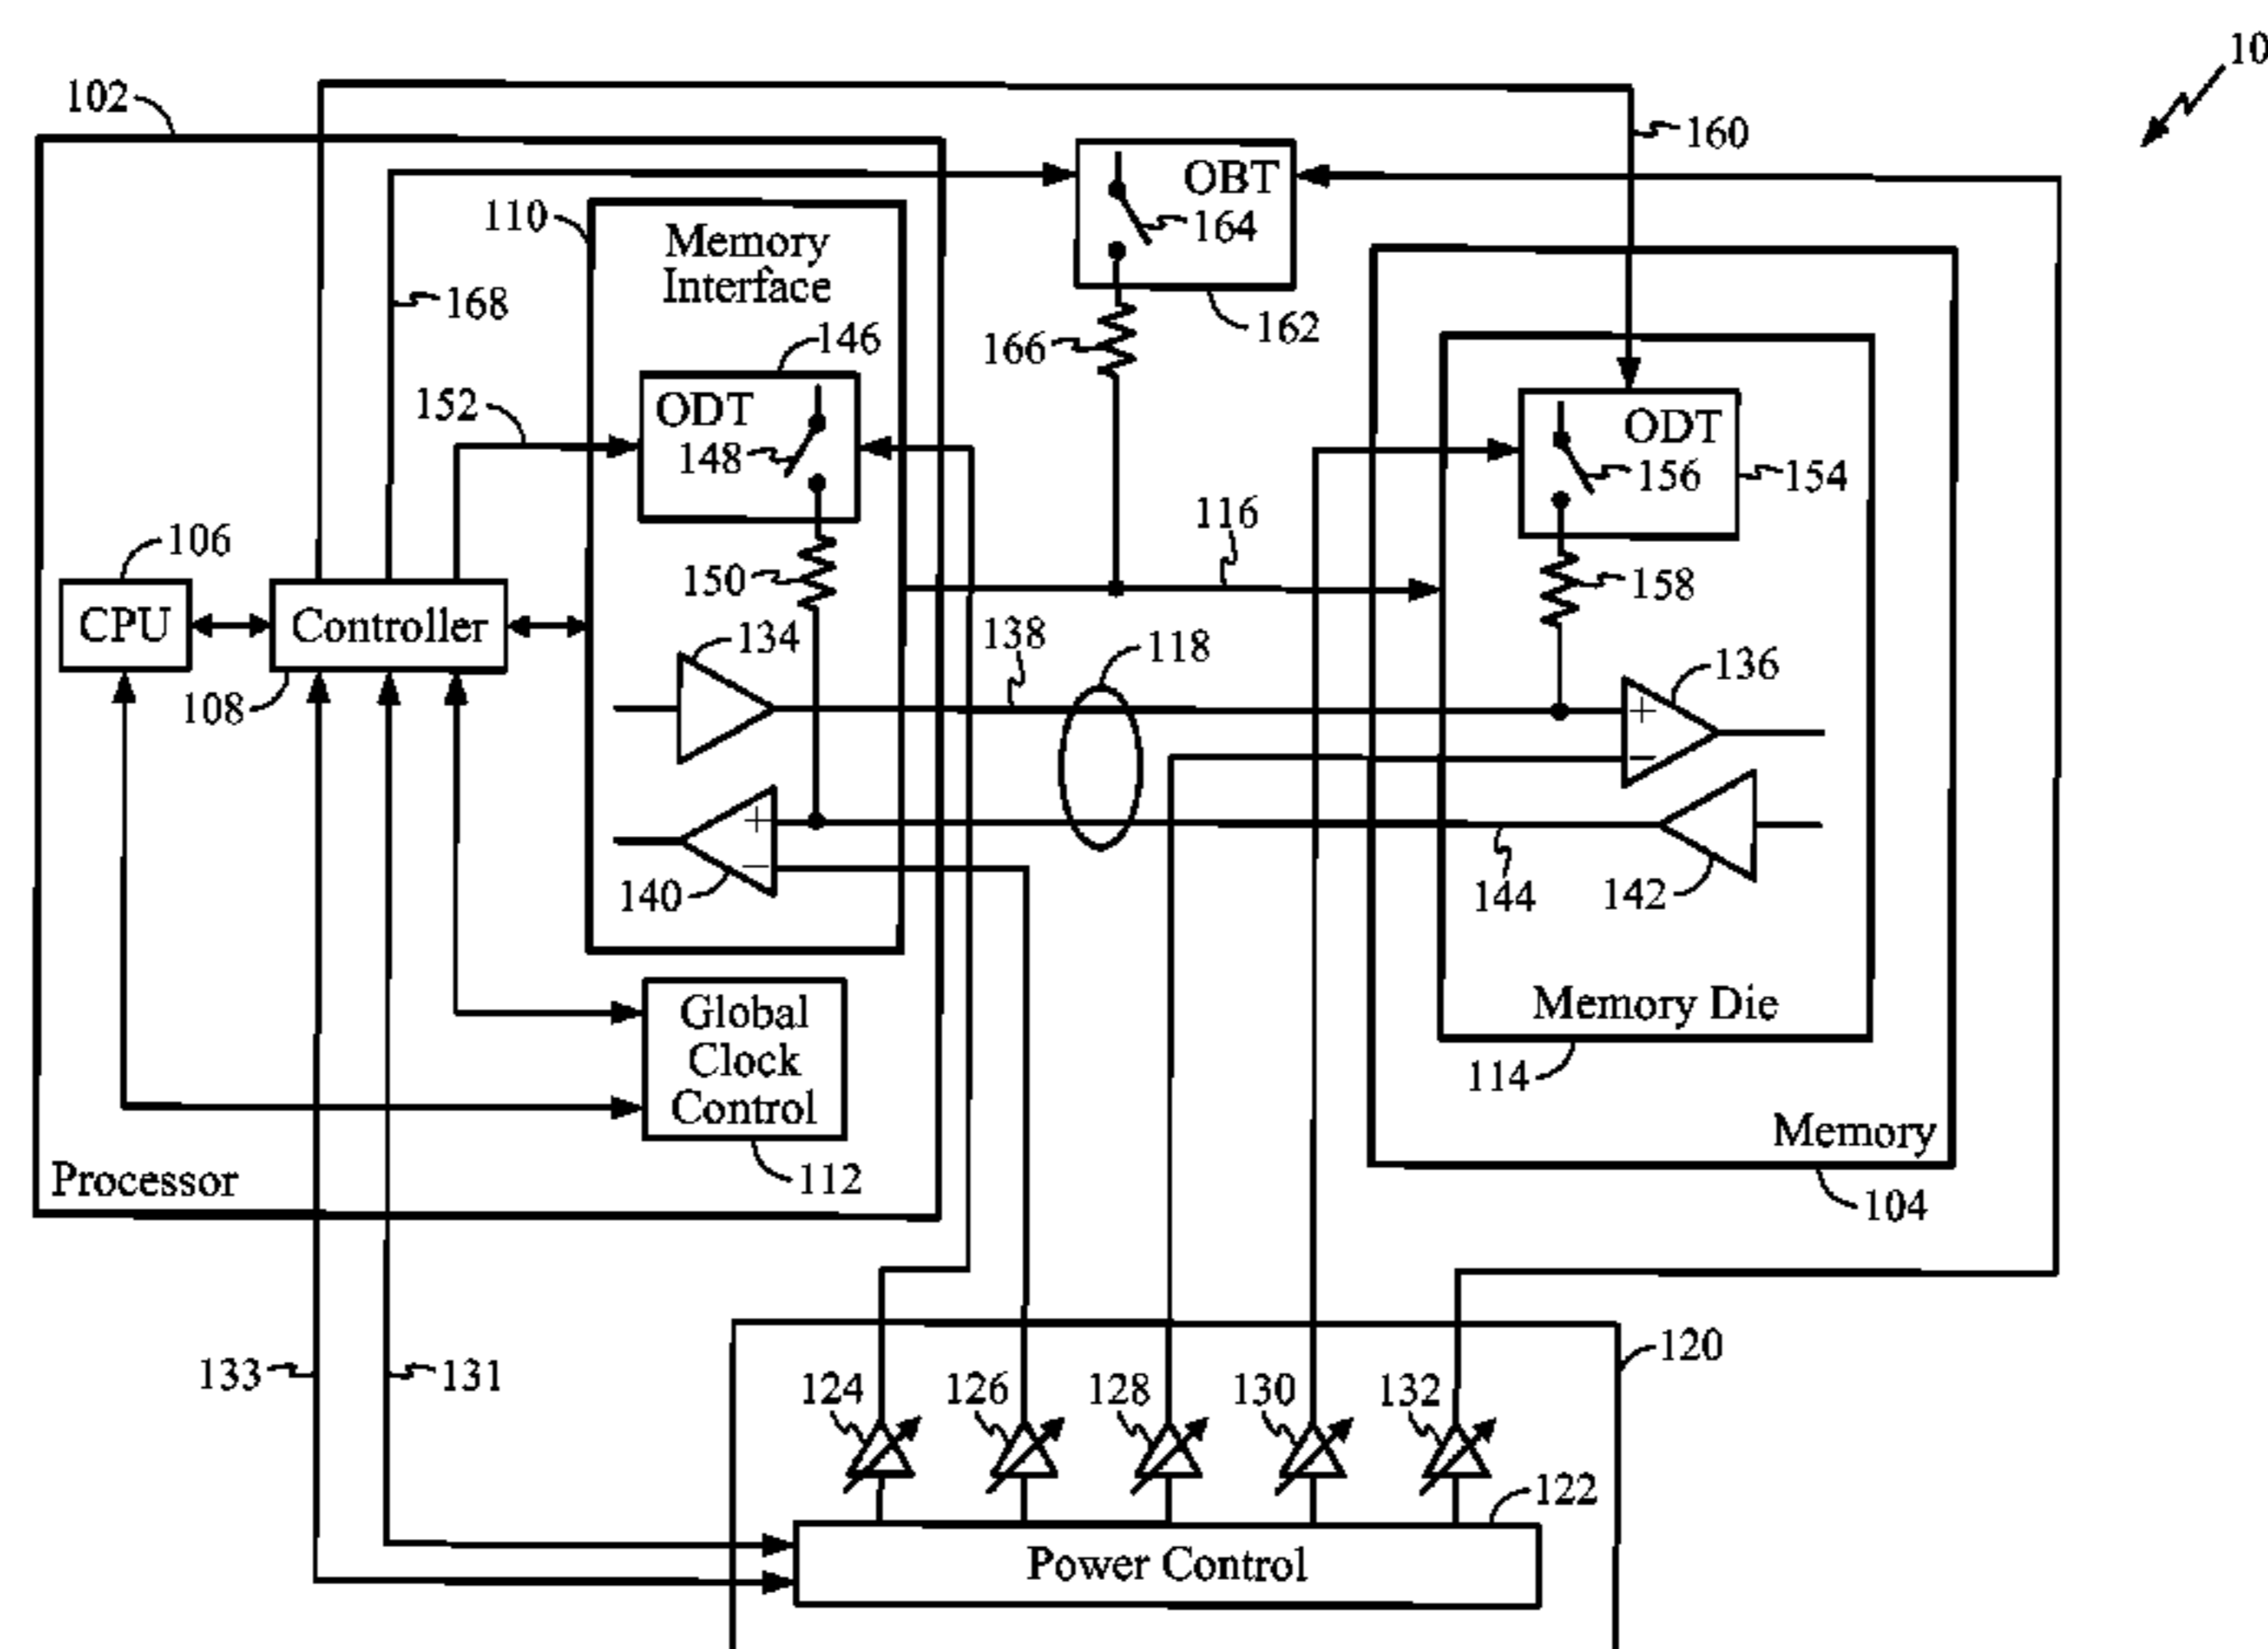 10
102
160
OBT
164
110
Memory
Interface
168
162
166
146
152
ODT
148
ODT
156
154
116
106
150
158
CPU
Controller
134
138
118
136
108
140
144
142
Global
Clock
Control
Memory Die
114
Memory
Processor
112
104
133
131
120
124
126
128
130
132
122
Power Control
+
−
+
−